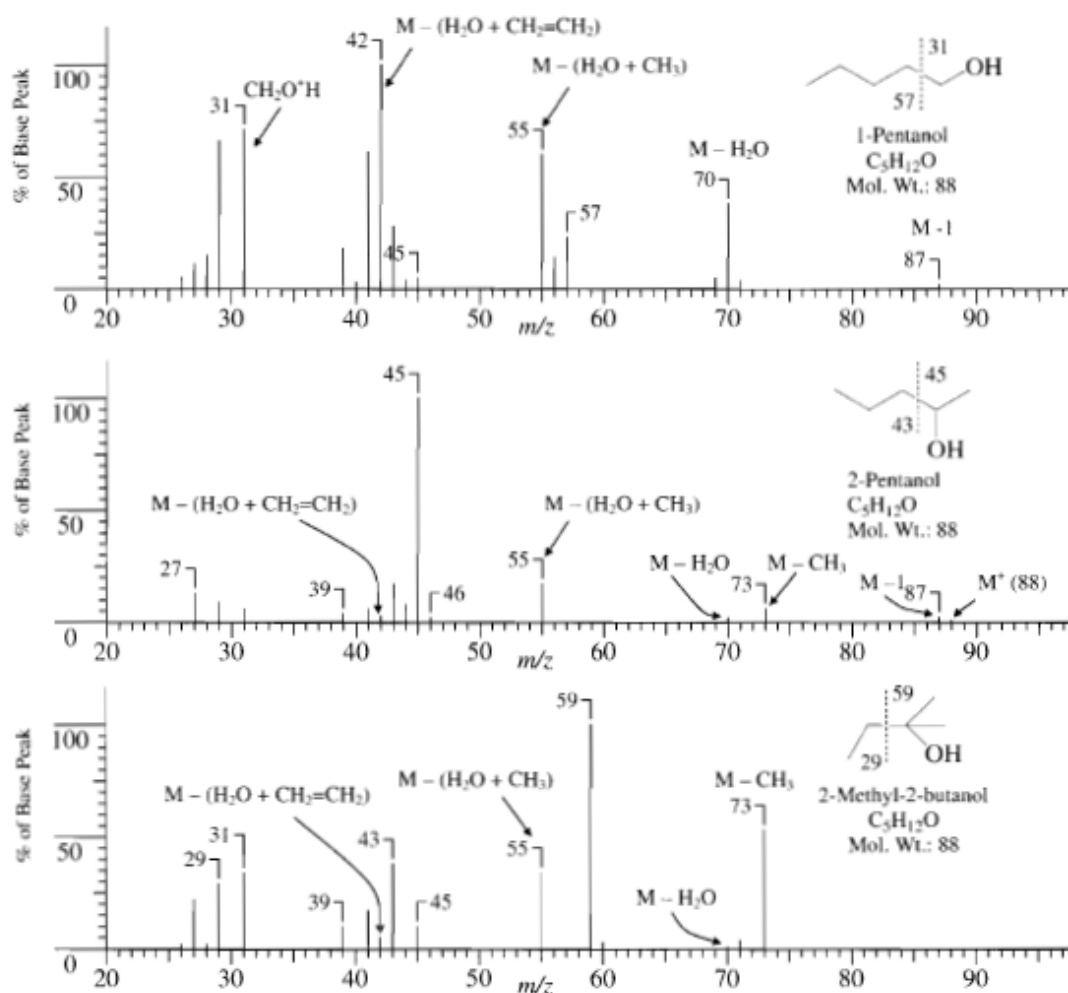 % of Base Peak
100
50
0
CH₂O⁺H
31
42
M – (H₂O + CH₂=CH₂)
M – (H₂O + CH₃)
55
45
57
M – H₂O
70
M -1
87
31
57
OH
1-Pentanol
C₅H₁₂O
Mol. Wt.: 88
20 30 40 50 60 70 80 90
m/z
% of Base Peak
100
50
0
45
M – (H₂O + CH₂=CH₂)
M – (H₂O + CH₃)
27
39
46
55
M – H₂O
73
M – CH₃
M –1
87
M⁺ (88)
45
43
OH
2-Pentanol
C₅H₁₂O
Mol. Wt.: 88
20 30 40 50 60 70 80 90
m/z
% of Base Peak
100
50
0
59
M – (H₂O + CH₃)
M – (H₂O + CH₂=CH₂)
29
31
39
43
45
55
M – H₂O
M – CH₃
73
59
29
OH
2-Methyl-2-butanol
C₅H₁₂O
Mol. Wt.: 88
20 30 40 50 60 70 80 90
m/z